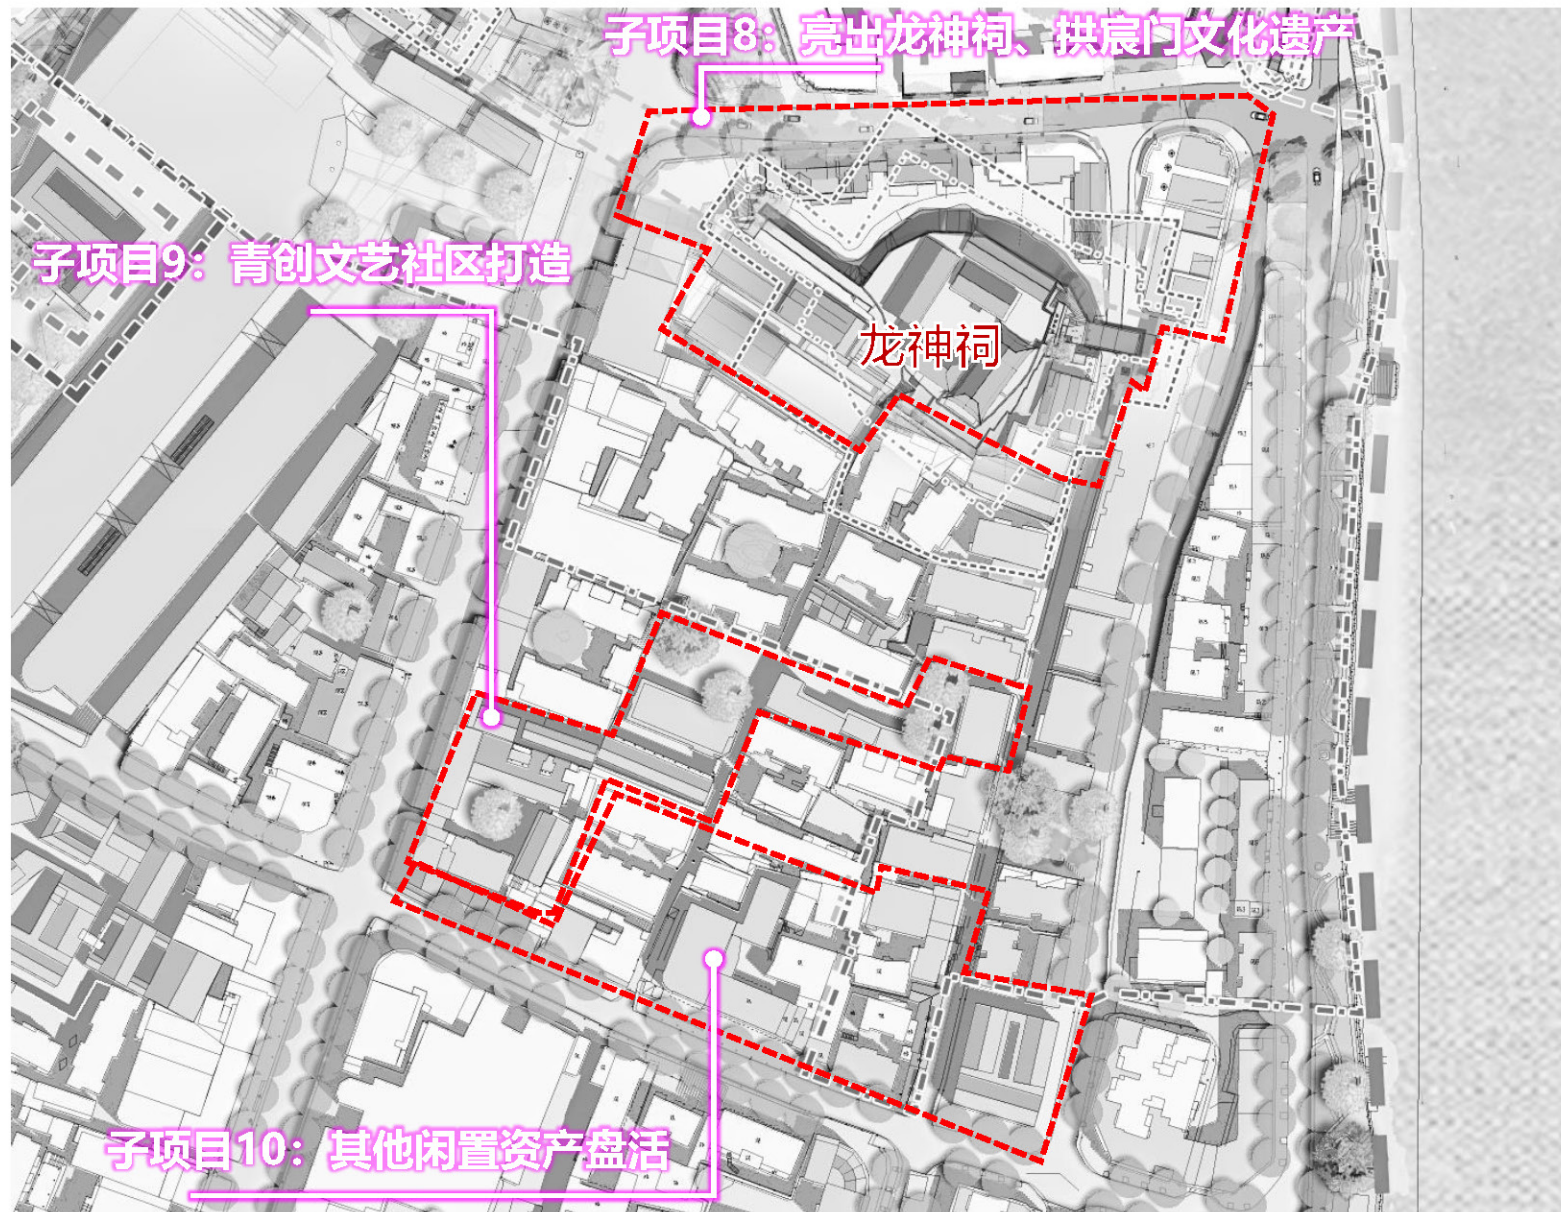 子项目8：亮出龙神祠、拱宸门文化遗产
子项目9：青创文艺社区打造
龙神祠
子项目10：其他闲置资产盘活